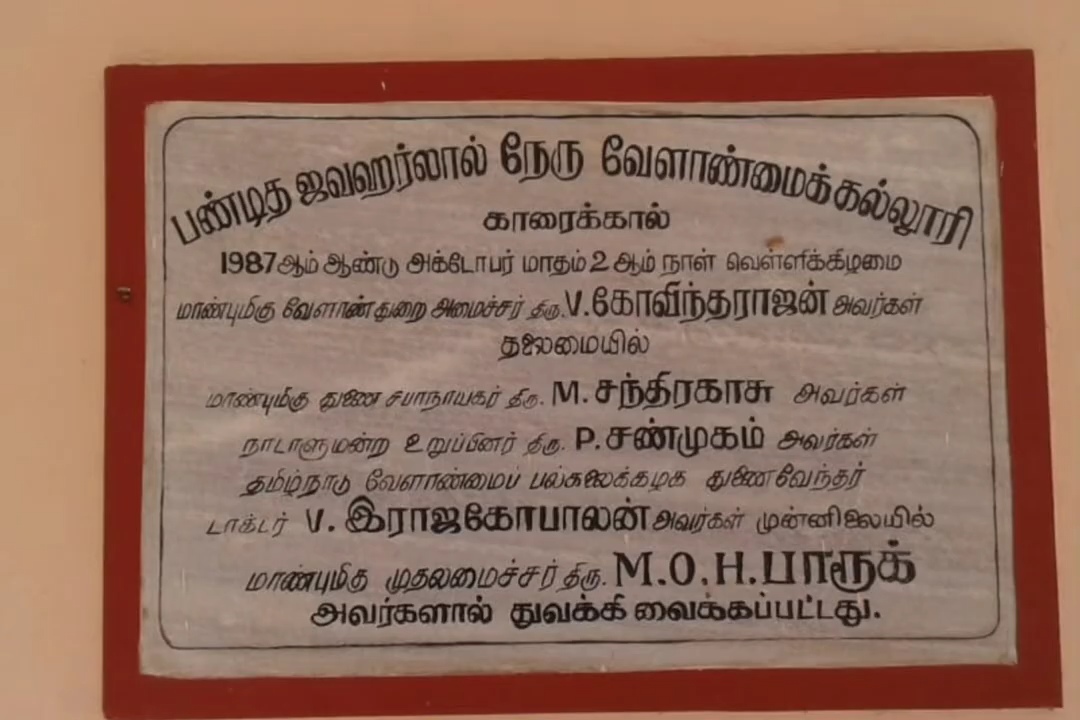 பண்டித ஜவஹர்லால் நேரு வேளாண்மைக்கல்லூரி
காரைக்கால்
1987ஆம் ஆண்டு அக்டோபர் மாதம் 2 ஆம் நாள் வெள்ளிக்கிழமை
மாண்புமிகு வேளாண்துறை அமைச்சர் திரு.V.கோவிந்தராஜன் அவர்கள்
தலைமையில்
மாண்புமிகு துணை சபாநாயகர் திரு. M.சந்திரகாசு அவர்கள்
நாடாளுமன்ற உறுப்பினர் திரு. P.சண்முகம் அவர்கள்
தமிழ்நாடு வேளாண்மைப் பல்கலைக்கழக துணைவேந்தர்
டாக்டர் V. இராஜகோபாலன் அவர்கள் முன்னிலையில்
மாண்புமிகு முதலமைச்சர் திரு. M.O.H.பாரூக்
அவர்களால் துவக்கி வைக்கப்பட்டது.